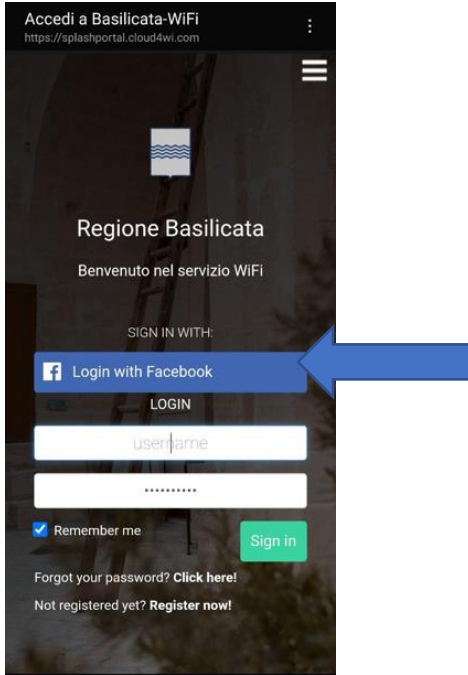 Accedi a Basilicata-WiFi
https://splashportal.cloud4wi.com
Regione Basilicata
Benvenuto nel servizio WiFi
SIGN IN WITH:
Login with Facebook
LOGIN
username
Remember me
Sign in
Forgot your password? Click here!
Not registered yet? Register now!